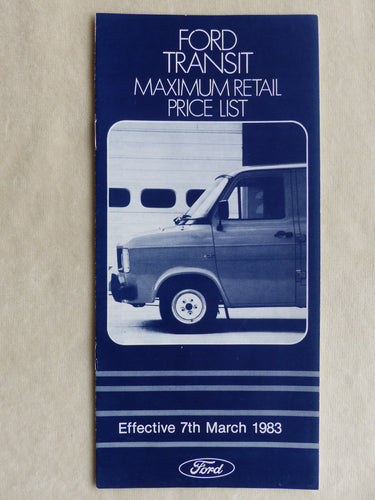 FORD
TRANSIT
MAXIMUM RETAIL
PRICE LIST
Effective 7th March 1983
Ford